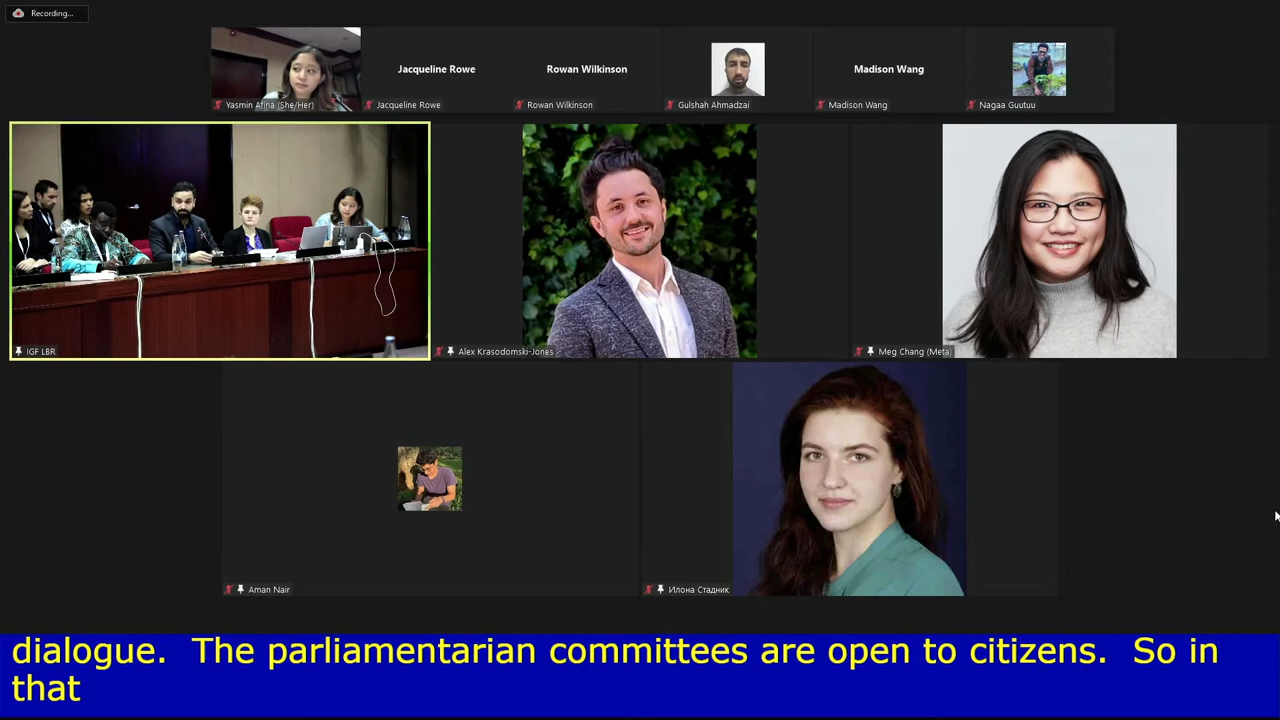 Recording...
Jacqueline Rowe
Rowan Wilkinson
Madison Wang
Yasmin Afina (She/Her)
Jacqueline Rowe
Rowan Wilkinson
Gulshah Ahmadzai
Madison Wang
Nagaa Guutuu
IGF LBR
Alex Krasodomski-Jones
Meg Chang (Meta)
Aman Nair
Илона Стадник
dialogue.  The parliamentarian committees are open to citizens.  So in
that